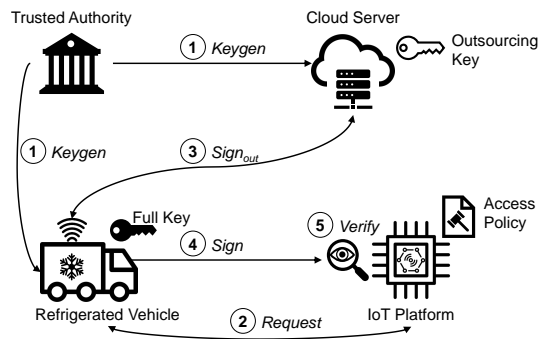 Trusted Authority
Cloud Server
1 Keygen
Outsourcing
Key
1 Keygen
3 Sign_out
Full Key
4 Sign
5 Verify
Access
Policy
Refrigerated Vehicle
IoT Platform
2 Request